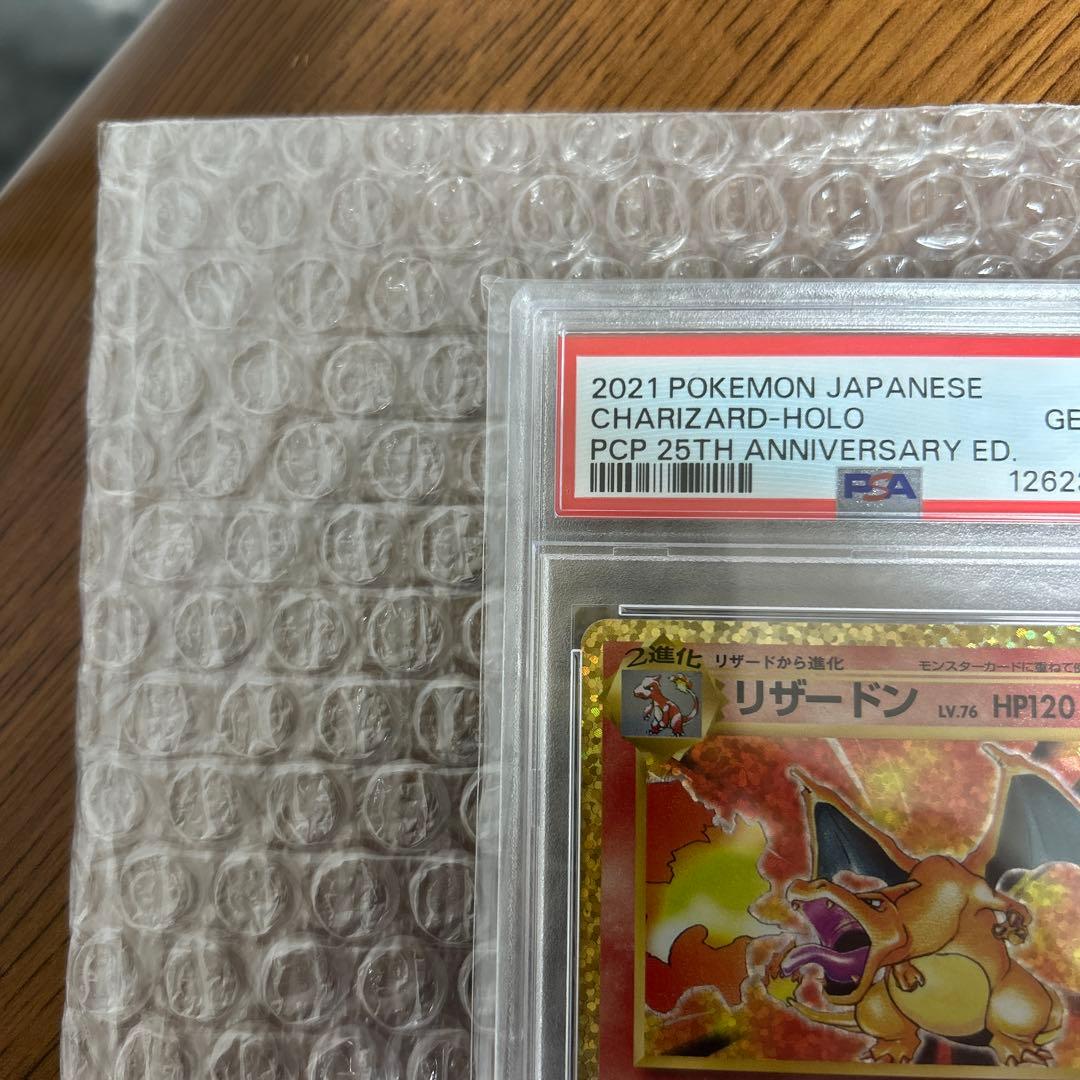 2021 POKEMON JAPANESE
CHARIZARD-HOLO GE
PCP 25TH ANNIVERSARY ED.
PSA 12623
2進化 リザードから進化 モンスターカードに重ねて
リザードン LV.76 HP120